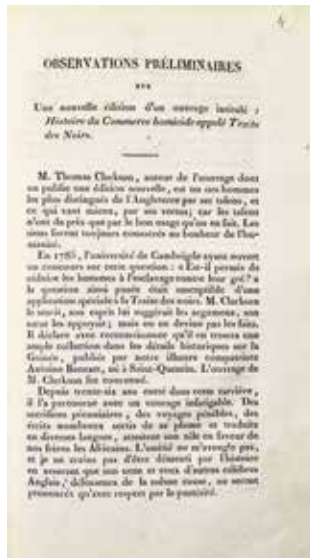 4
OBSERVATIONS PRÉLIMINAIRES
SUR
Une nouvelle édition d'un ouvrage intitulé :
Histoire du Commerce homicide appelé Traite
des Noirs.
M. Thomas Clarkson, auteur de l'ouvrage dont
on publie une édition nouvelle, est un des hommes
les plus distingués de l'Angleterre par ses talens, et
ce qui vaut mieux, par ses vertus; car les talens
n'ont de prix que par le bon usage qu'on en fait. Les
siens furent toujours consacrés au bonheur de l'hu-
manité.
En 1785, l'université de Cambridge ayant ouvert
un concours sur cette question : « Est-il permis de
réduire les hommes à l'esclavage contre leur gré? »
la question ainsi posée était susceptible d'une
application spéciale à la Traite des noirs. M. Clarkson
le sentit, son esprit lui suggérait les argumens, son
cœur les appuyait; mais on ne devine pas les faits.
Il déclare avec reconnaissance qu'il en trouva une
ample collection dans les détails historiques sur la
Guinée, publiés par notre illustre compatriote
Antoine Benezet, né à Saint-Quentin. L'ouvrage de
M. Clarkson fut couronné.
Depuis trente-six ans entré dans cette carrière,
il l'a parcourue avec un courage infatigable. Des
sacrifices pécuniaires, des voyages pénibles, des
écrits nombreux sortis de sa plume et traduits
en diverses langues, attestent son zèle en faveur de
nos frères les Africains. L'amitié ne m'aveugle pas,
et je ne crains pas d'être démenti par l'histoire
en assurant que son nom et ceux d'autres célèbres
Anglais, défenseurs de la même cause, ne seront
prononcés qu'avec respect par la postérité.